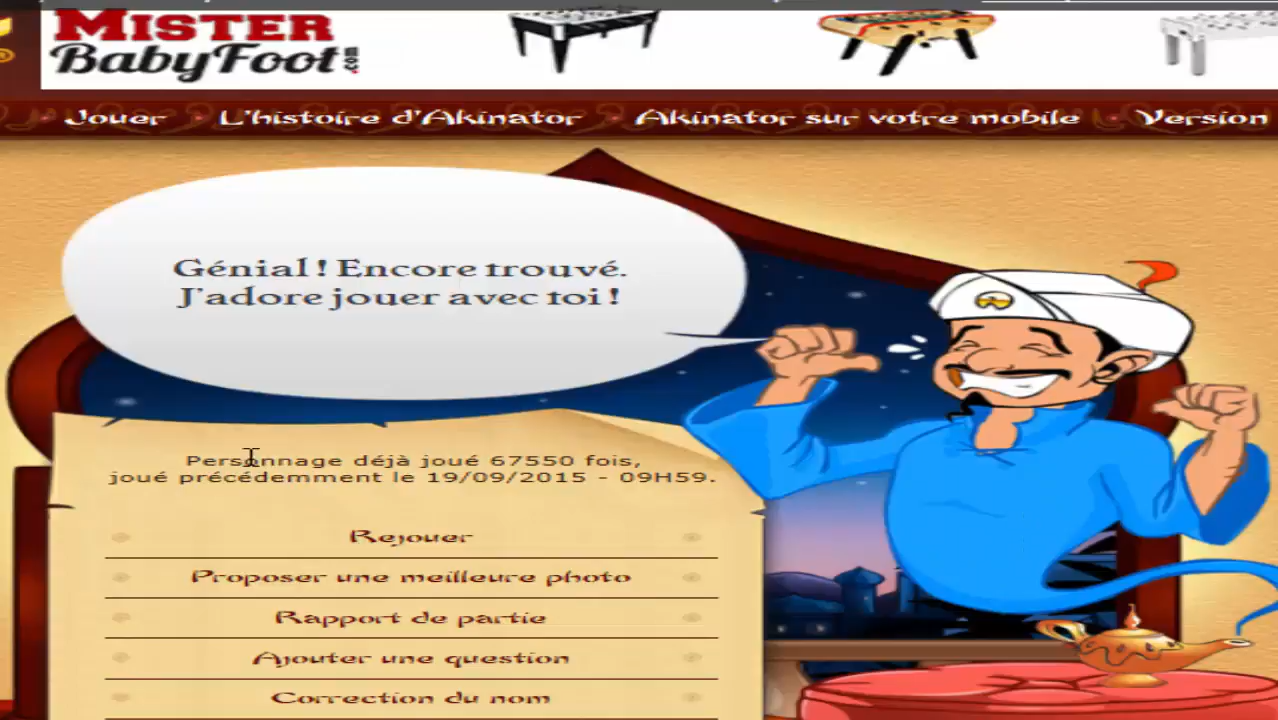 MISTER
BabyFoot.com
Jouer
L'histoire d'Akinator
Akinator sur votre mobile
Version
Génial ! Encore trouvé.
J'adore jouer avec toi !
Personnage déjà joué 67550 fois,
joué précédemment le 19/09/2015 - 09H59.
Rejouer
Proposer une meilleure photo
Rapport de partie
Ajouter une question
Correction du nom